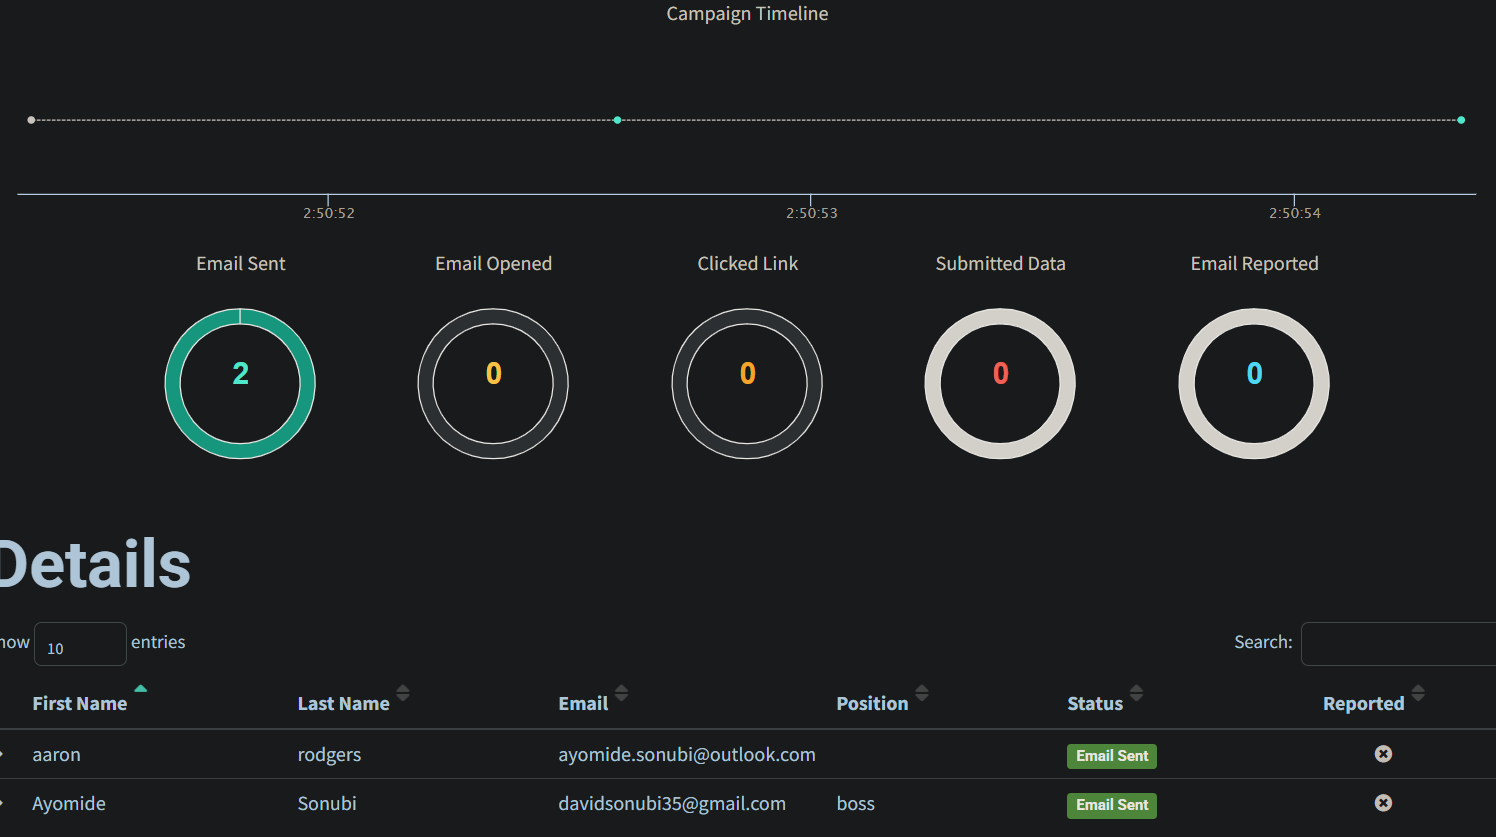 Campaign Timeline
2:50:52 2:50:53 2:50:54
Email Sent Email Opened Clicked Link Submitted Data Email Reported
2 0 0 0 0
Details
how 10 entries Search:
First Name Last Name Email Position Status Reported
aaron rodgers ayomide.sonubi@outlook.com Email Sent
Ayomide Sonubi davidsonubi35@gmail.com boss Email Sent